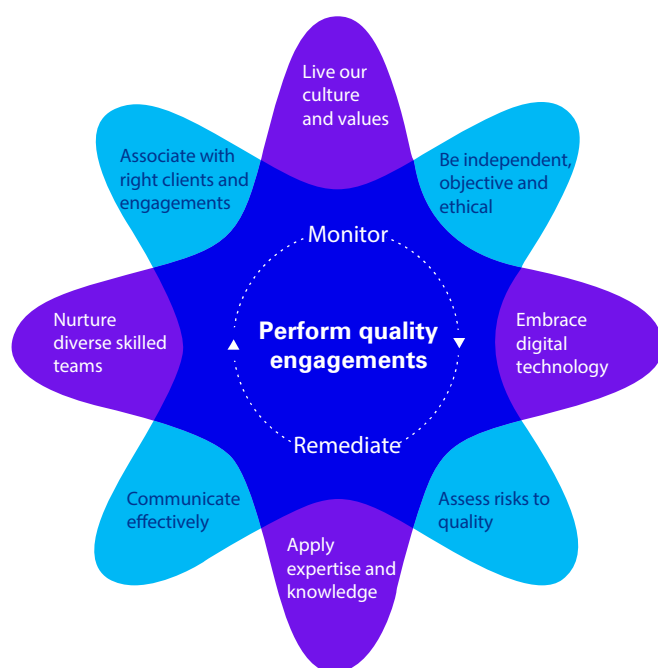 Live our
culture
and values
Be independent,
objective and
ethical
Embrace
digital
technology
Assess risks to
quality
Apply
expertise and
knowledge
Communicate
effectively
Nurture
diverse skilled
teams
Associate with
right clients and
engagements
Monitor
Perform quality
engagements
Remediate